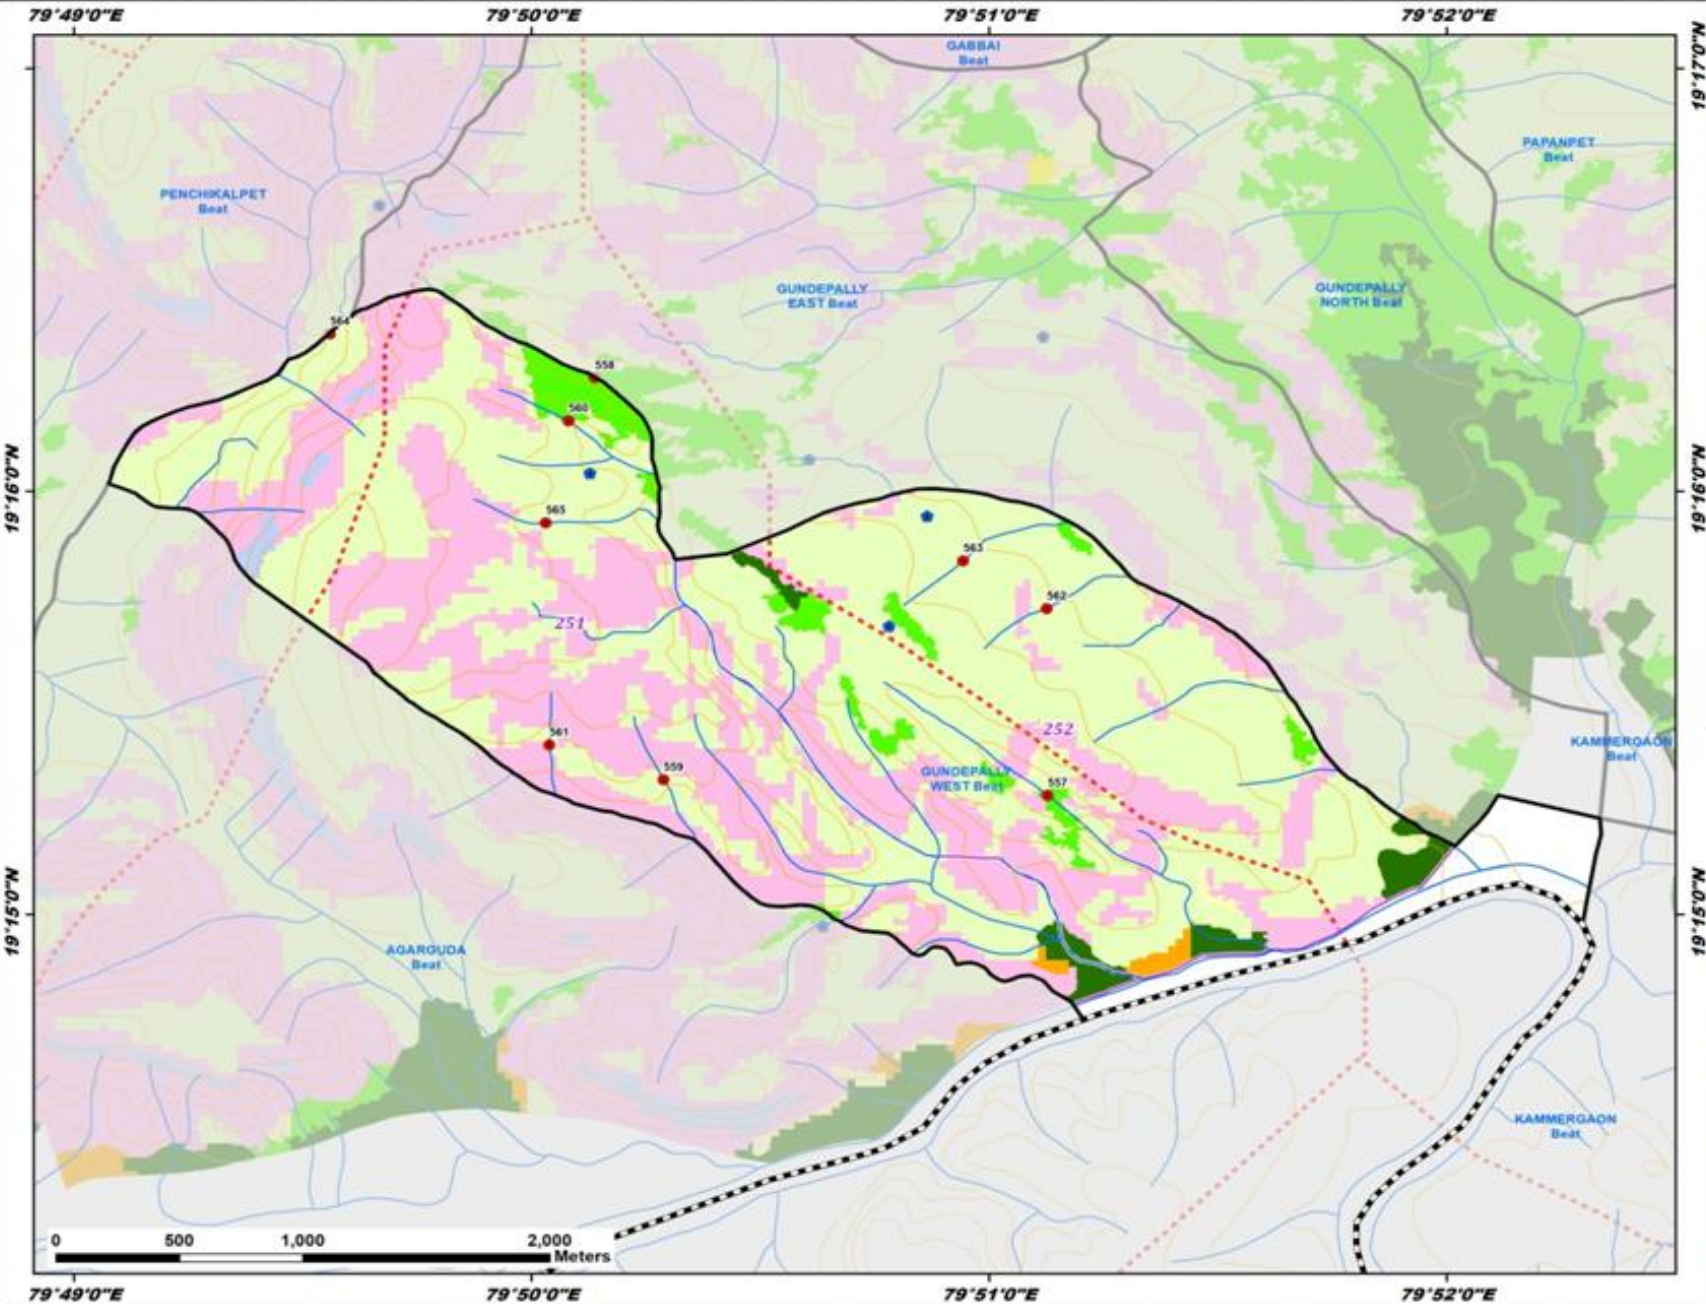 79°49'0"E 79°50'0"E 79°51'0"E 79°52'0"E
GABBAI
Beat
19°17'0"N
PAPANPET
Beat
PENCHIKALPET
Beat
GUNDEPALLY
EAST Beat
GUNDEPALLY
NORTH Beat
564
558
560
19°16'0"N 19°16'0"N
565
563
562
251
252
561
KAMMERGAON
Beat
559
GUNDEPALLY
WEST Beat
557
19°15'0"N 19°15'0"N
AGARGUDA
Beat
KAMMERGAON
Beat
0 500 1,000 2,000
Meters
79°49'0"E 79°50'0"E 79°51'0"E 79°52'0"E